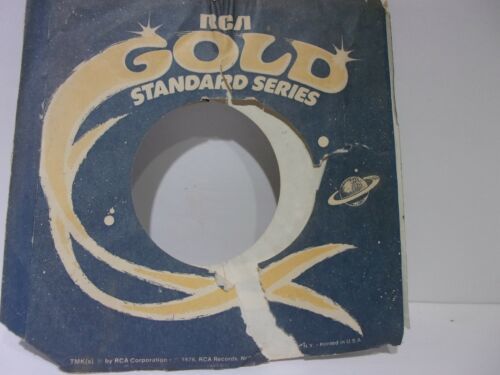 RCA
GOLD
STANDARD SERIES
TMK(s) ® by RCA Corporation • © 1976, RCA Records, N.Y. - Printed in U.S.A.